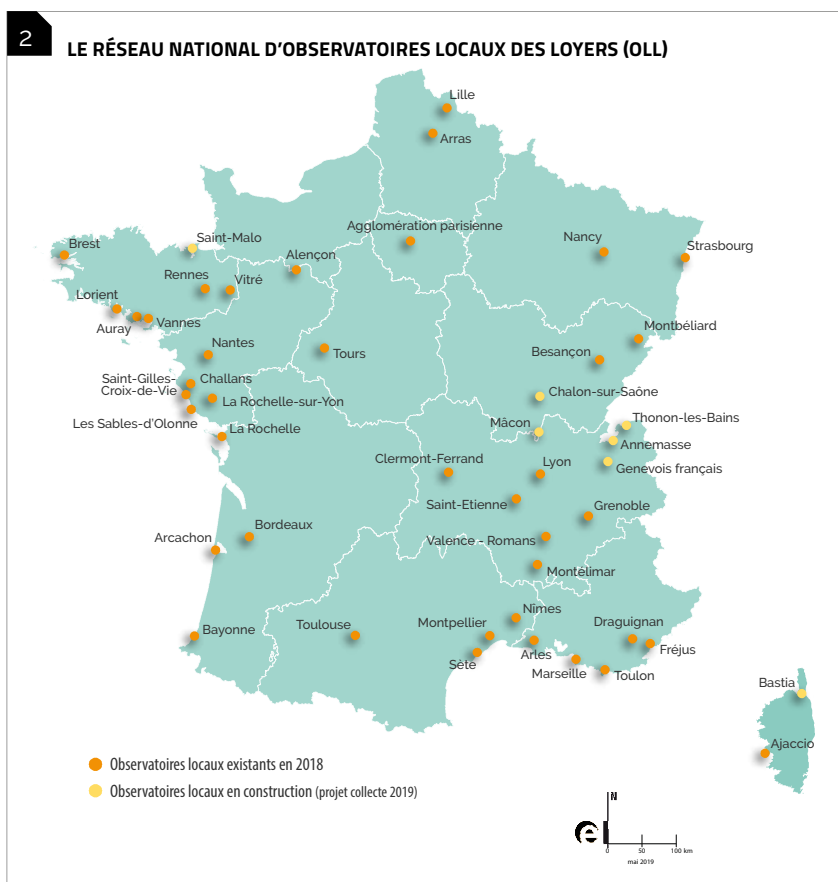 2
LE RÉSEAU NATIONAL D'OBSERVATOIRES LOCAUX DES LOYERS (OLL)
Lille
Arras
Agglomération parisienne
Nancy
Strasbourg
Brest
Saint-Malo
Alençon
Rennes
Vitré
Lorient
Auray
Vannes
Montbéliard
Nantes
Tours
Besançon
Saint-Gilles-
Croix-de-Vie
Challans
La Rochelle-sur-Yon
Chalon-sur-Saône
Les Sables-d'Olonne
La Rochelle
Mâcon
Thonon-les-Bains
Annemasse
Genevois français
Clermont-Ferrand
Lyon
Saint-Etienne
Grenoble
Arcachon
Bordeaux
Valence - Romans
Montélimar
Bayonne
Toulouse
Montpellier
Nîmes
Draguignan
Sète
Arles
Fréjus
Marseille
Toulon
Bastia
Ajaccio
Observatoires locaux existants en 2018
Observatoires locaux en construction (projet collecte 2019)
N
e
0 50 100 km
mai 2019